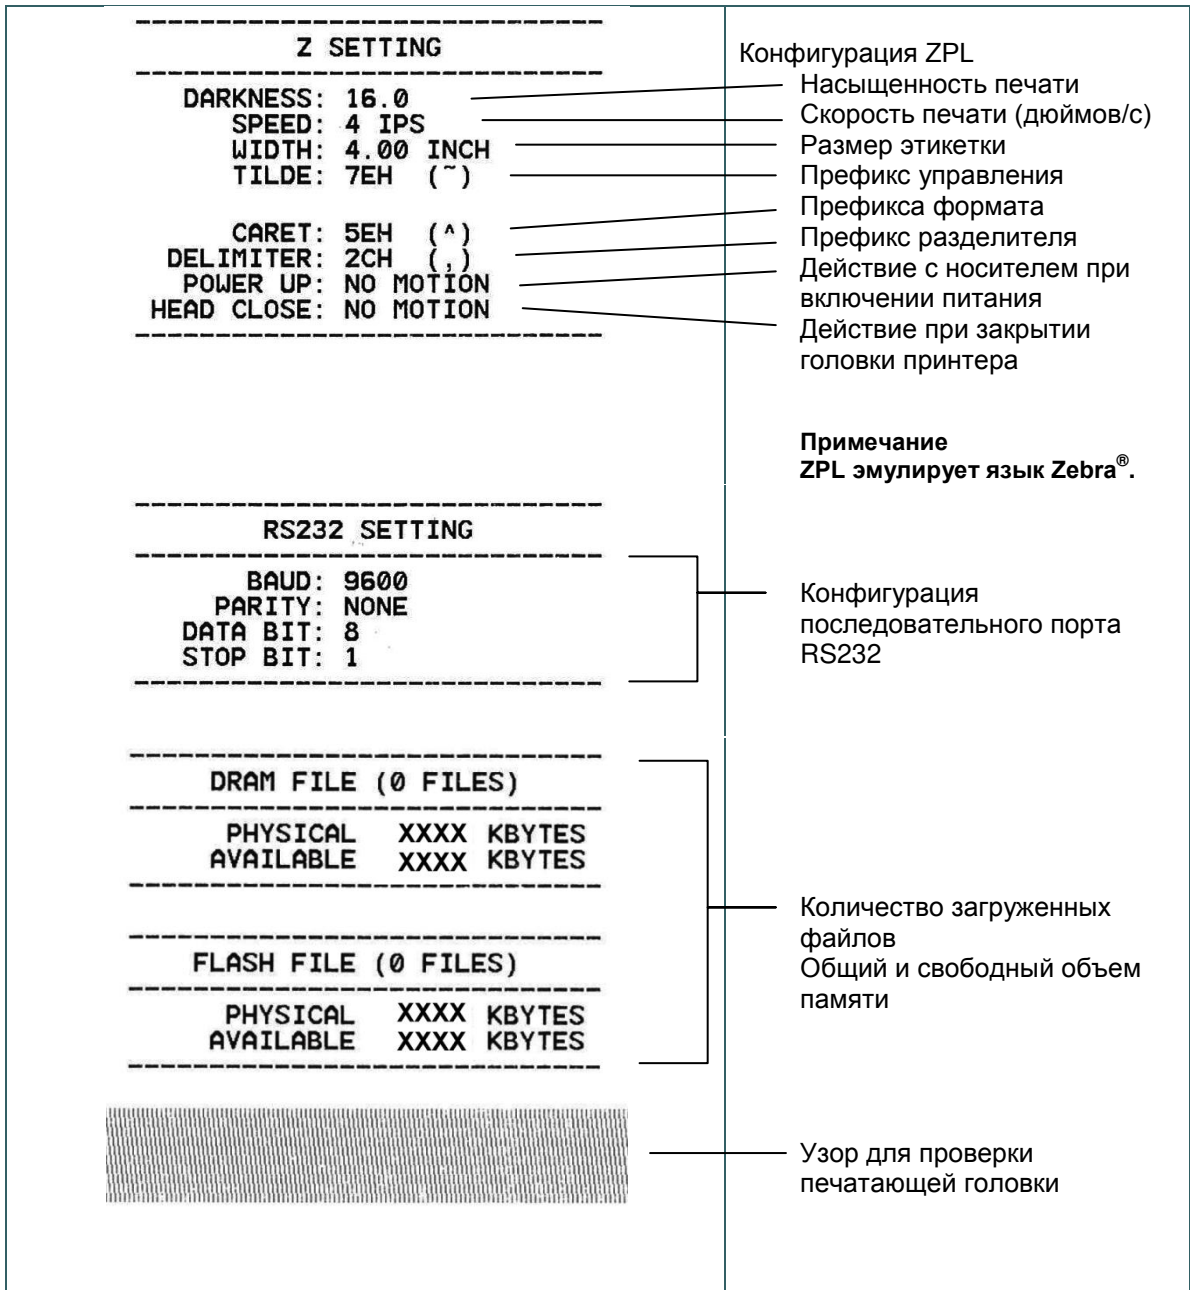 Z SETTING
DARKNESS: 16.0
SPEED: 4 IPS
WIDTH: 4.00 INCH
TILDE: 7EH (~)
CARET: 5EH (^)
DELIMITER: 2CH (,)
POWER UP: NO MOTION
HEAD CLOSE: NO MOTION
Конфигурация ZPL
Насыщенность печати
Скорость печати (дюймов/с)
Размер этикетки
Префикс управления
Префикса формата
Префикс разделителя
Действие с носителем при
включении питания
Действие при закрытии
головки принтера
Примечание
ZPL эмулирует язык Zebra®.
RS232 SETTING
BAUD: 9600
PARITY: NONE
DATA BIT: 8
STOP BIT: 1
Конфигурация
последовательного порта
RS232
DRAM FILE (0 FILES)
PHYSICAL XXXX KBYTES
AVAILABLE XXXX KBYTES
FLASH FILE (0 FILES)
PHYSICAL XXXX KBYTES
AVAILABLE XXXX KBYTES
Количество загруженных
файлов
Общий и свободный объем
памяти
Узор для проверки
печатающей головки